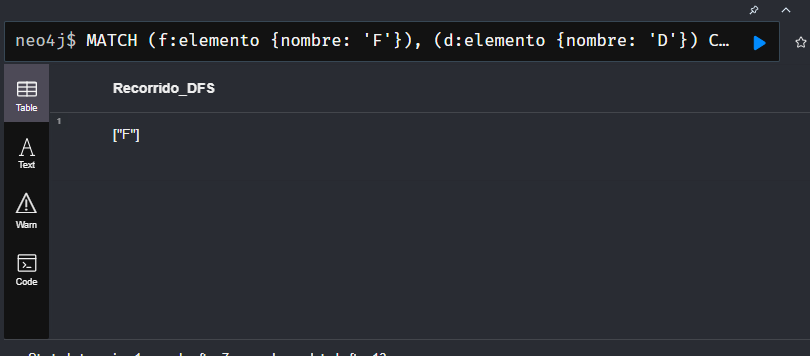 neo4j$ MATCH (f:elemento {nombre: 'F'}), (d:elemento {nombre: 'D'}) C…
Table
Recorrido_DFS
1
["F"]
A
Text
Warn
Code